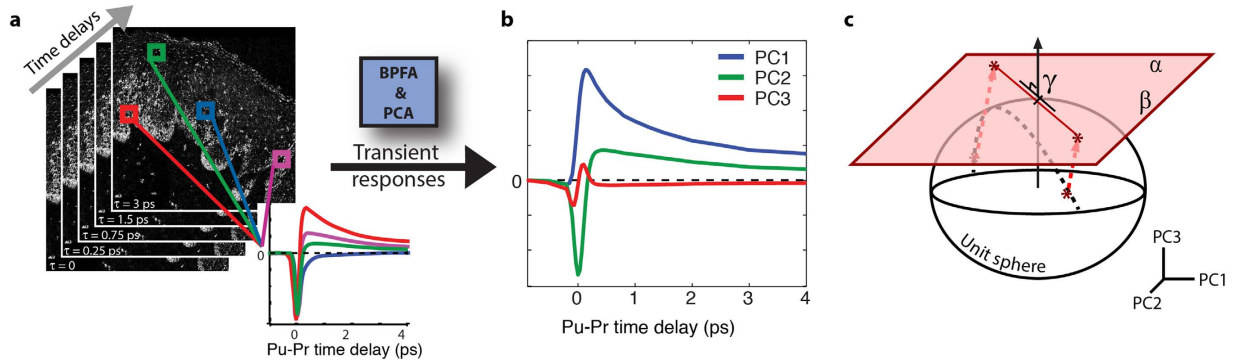 a
Time delays
τ = 3 ps
τ = 1.5 ps
τ = 0.75 ps
τ = 0.25 ps
τ = 0
0
0 2 4
Pu-Pr time delay (ps)
BPFA
&
PCA
Transient
responses
b
PC1
PC2
PC3
0
0 1 2 3 4
Pu-Pr time delay (ps)
c
α
γ
β
Unit sphere
PC3
PC1
PC2